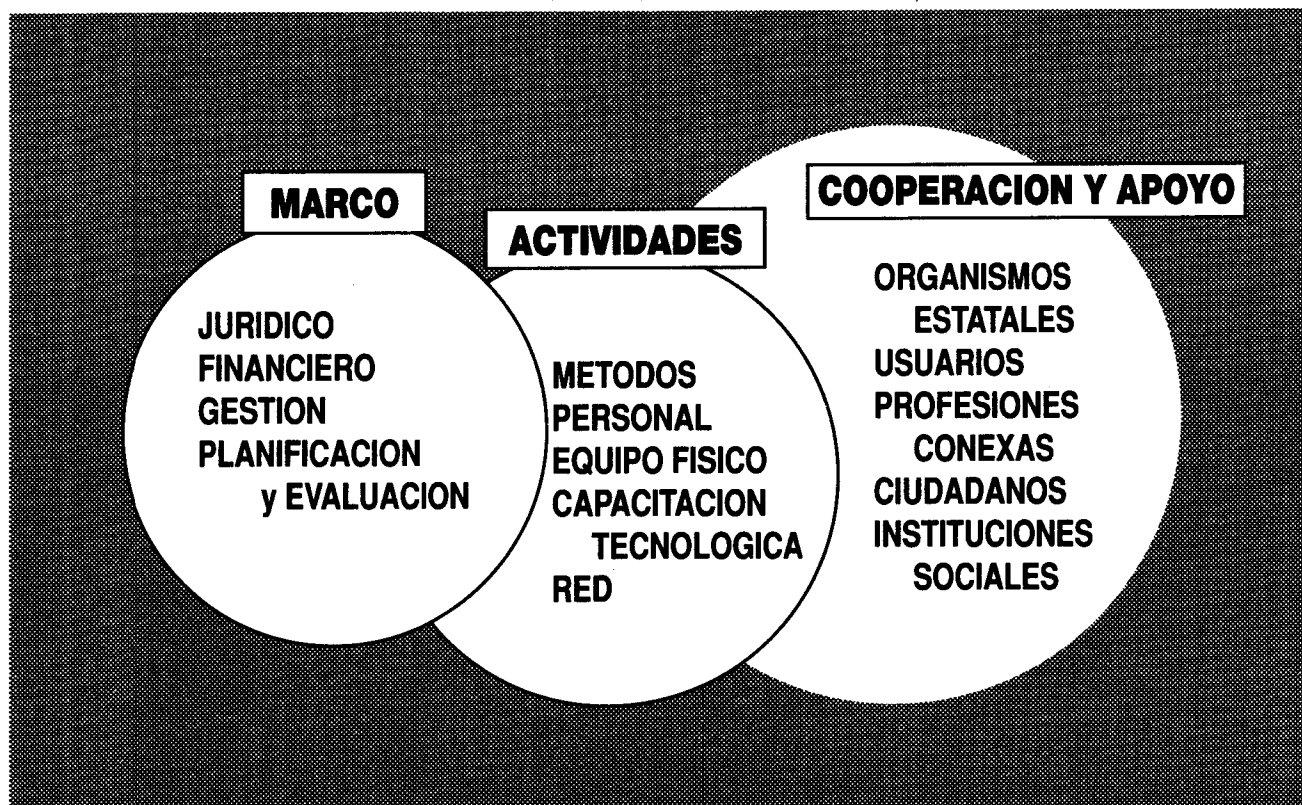 MARCO
JURIDICO
FINANCIERO
GESTION
PLANIFICACION
y EVALUACION
ACTIVIDADES
METODOS
PERSONAL
EQUIPO FISICO
CAPACITACION
TECNOLOGICA
RED
COOPERACION Y APOYO
ORGANISMOS
ESTATALES
USUARIOS
PROFESIONES
CONEXAS
CIUDADANOS
INSTITUCIONES
SOCIALES